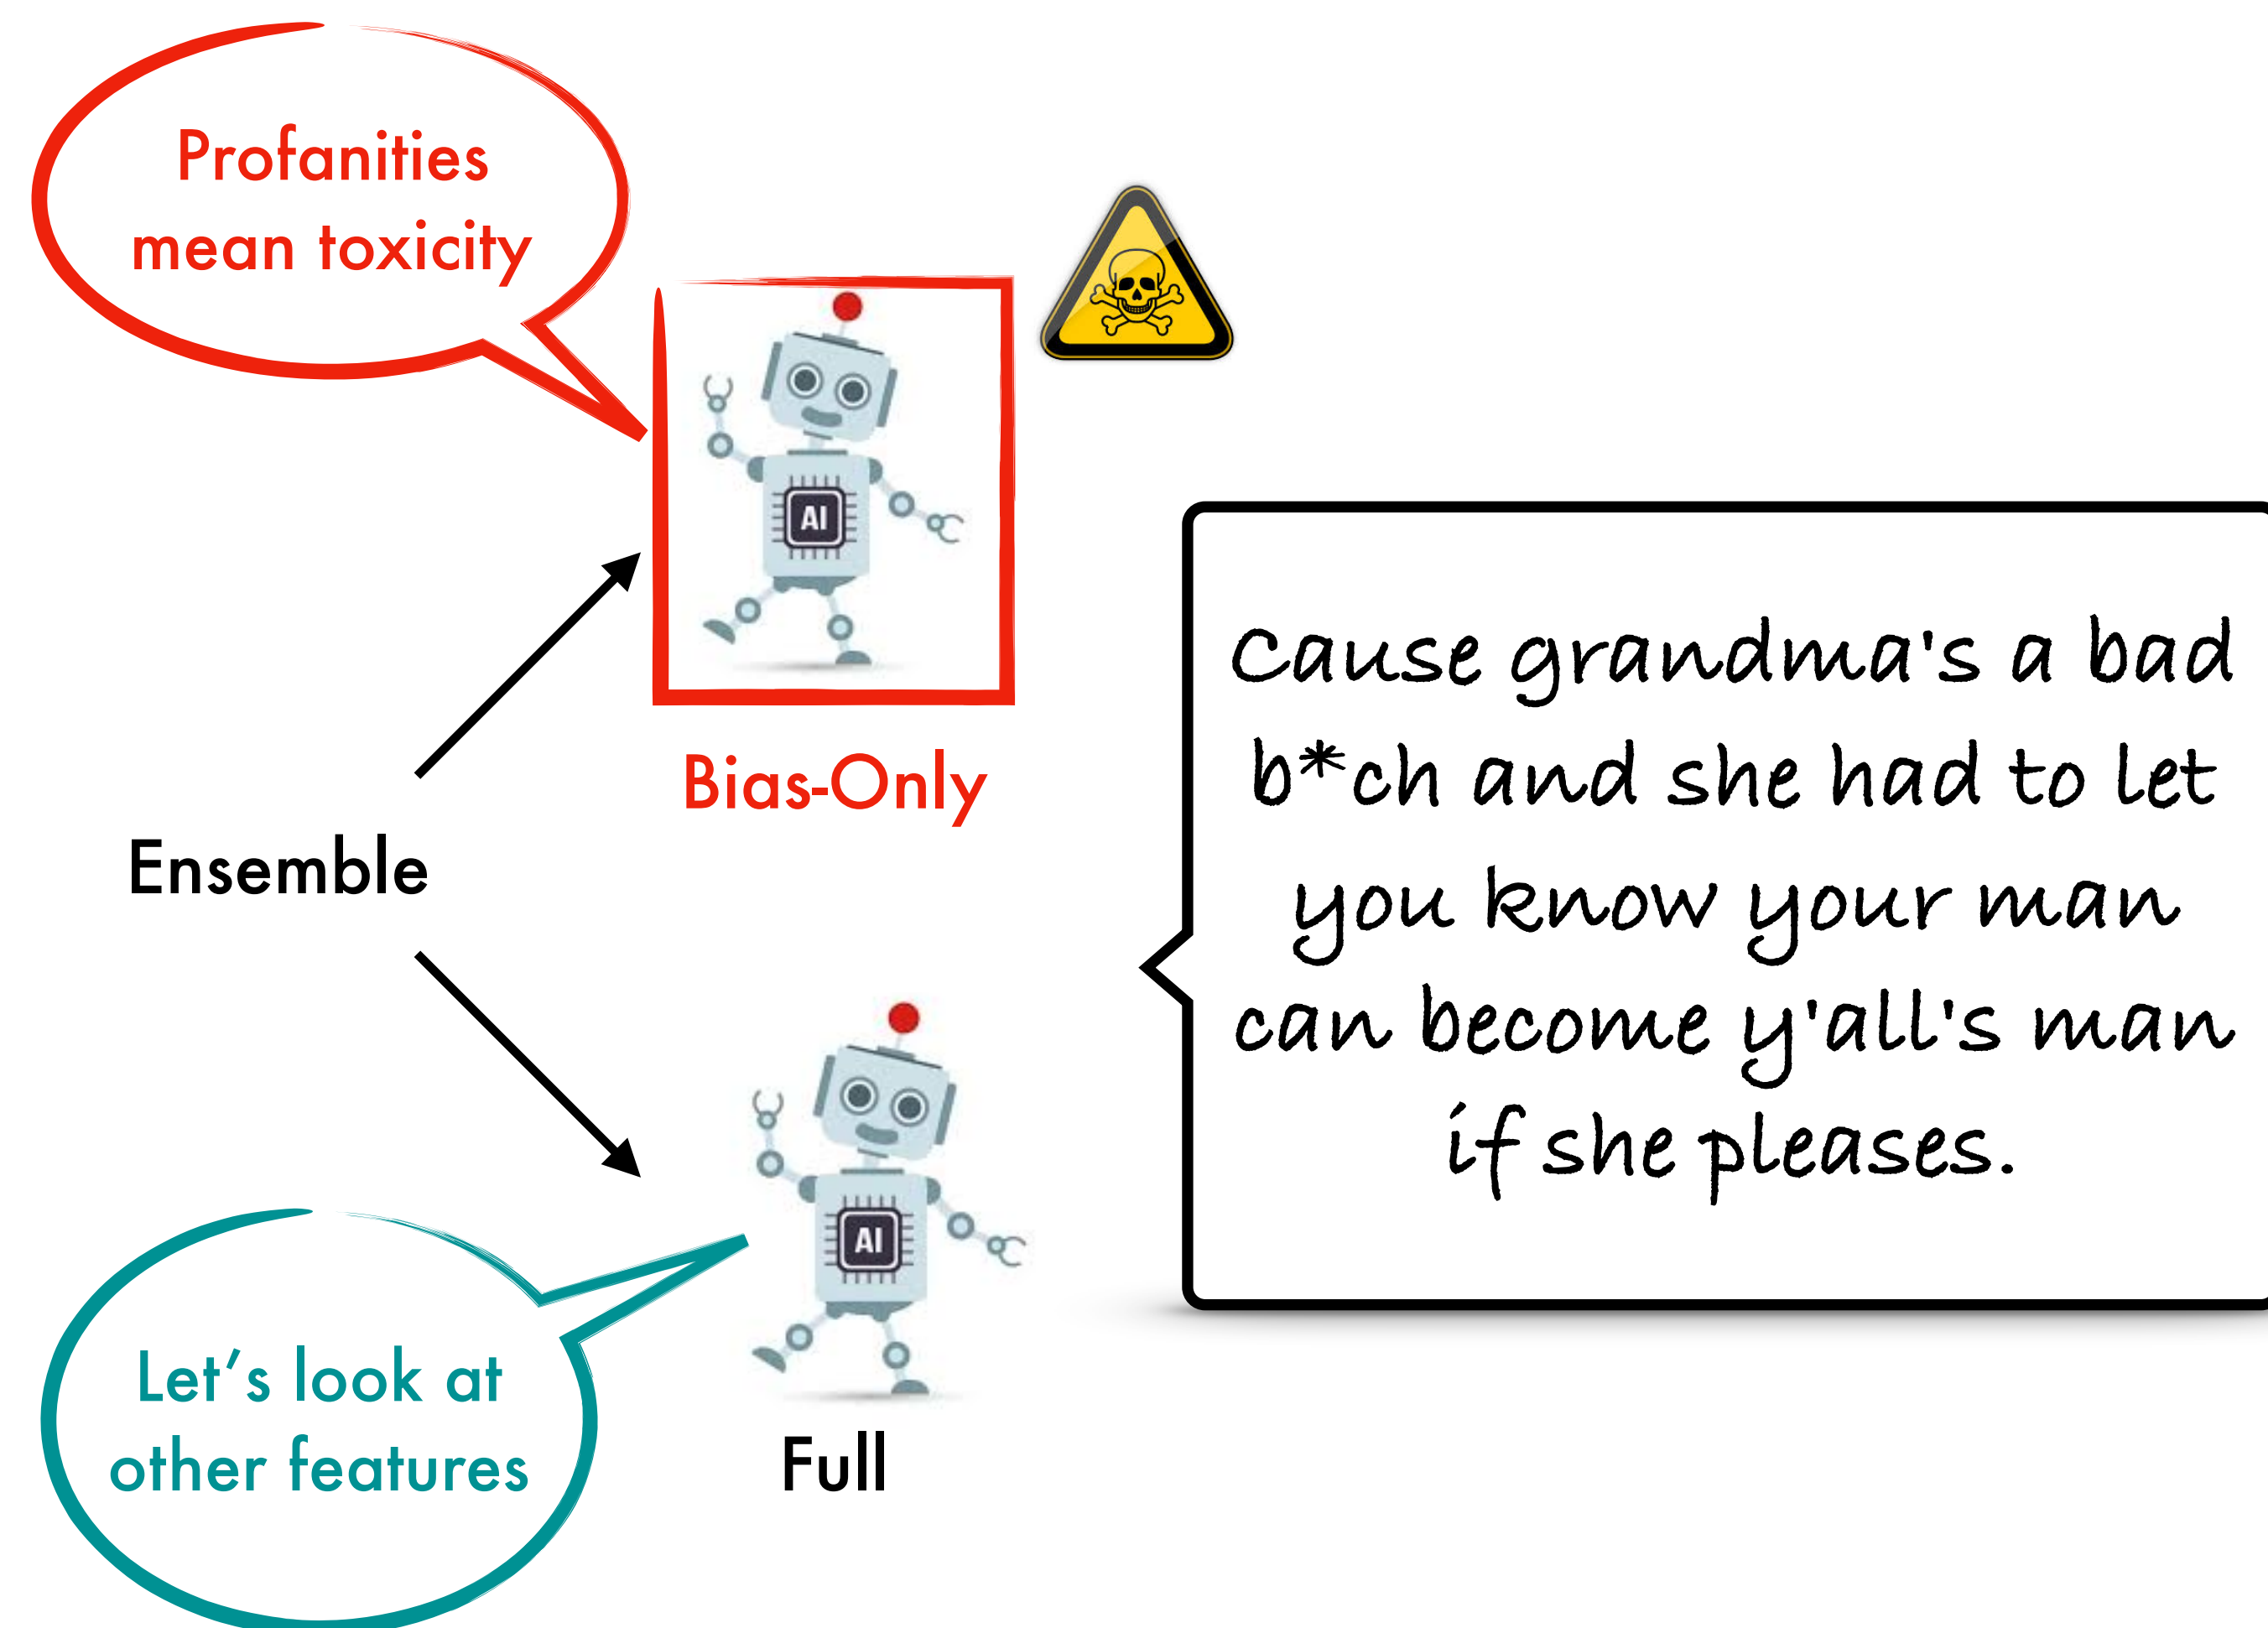 Profanities
mean toxicity
AI
Bias-Only
Ensemble
Cause grandma's a bad
b*ch and she had to let
you know your man
can become y'all's man
if she pleases.
AI
Let's look at
other features
Full